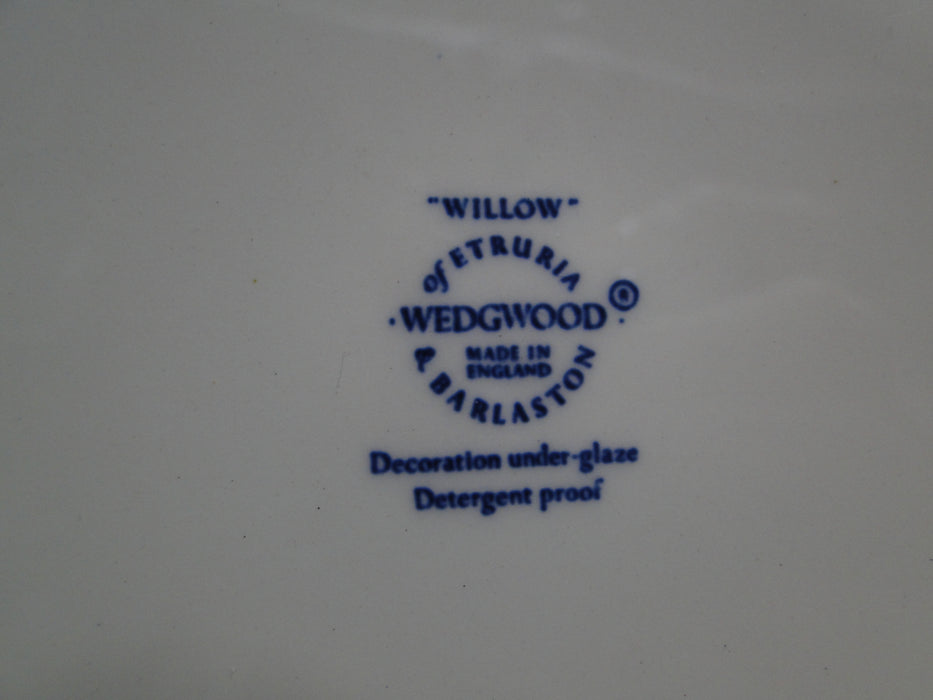 "WILLOW"
of ETRURIA
·WEDGWOOD·®
MADE IN
ENGLAND
& BARLASTON
Decoration under-glaze
Detergent proof